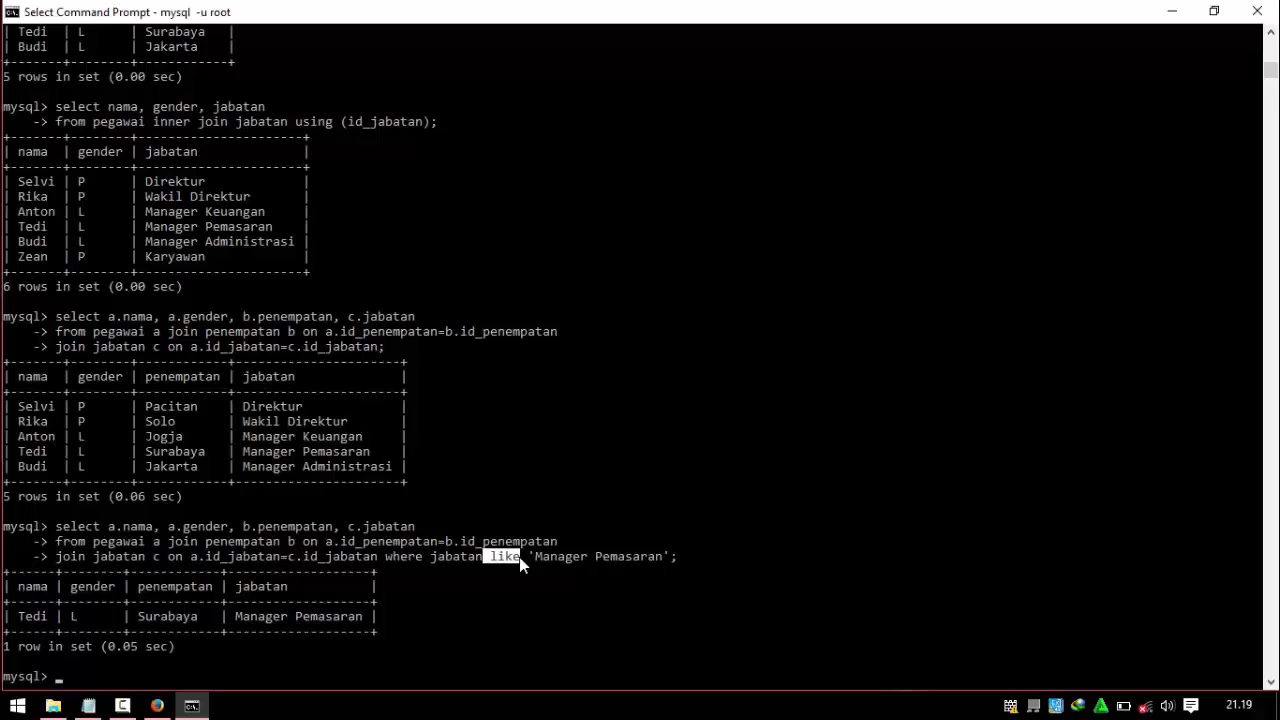 Select Command Prompt - mysql  -u root
| Tedi  | L      | Surabaya   |
| Budi  | L      | Jakarta    |
+-------+--------+------------+
5 rows in set (0.00 sec)
mysql> select nama, gender, jabatan
    -> from pegawai inner join jabatan using (id_jabatan);
+-------+--------+----------------------+
| nama  | gender | jabatan              |
+-------+--------+----------------------+
| Selvi | P      | Direktur             |
| Rika  | P      | Wakil Direktur       |
| Anton | L      | Manager Keuangan     |
| Tedi  | L      | Manager Pemasaran    |
| Budi  | L      | Manager Administrasi |
| Zean  | P      | Karyawan             |
+-------+--------+----------------------+
6 rows in set (0.00 sec)
mysql> select a.nama, a.gender, b.penempatan, c.jabatan
    -> from pegawai a join penempatan b on a.id_penempatan=b.id_penempatan
    -> join jabatan c on a.id_jabatan=c.id_jabatan;
+-------+--------+------------+----------------------+
| nama  | gender | penempatan | jabatan              |
+-------+--------+------------+----------------------+
| Selvi | P      | Pacitan    | Direktur             |
| Rika  | P      | Solo       | Wakil Direktur       |
| Anton | L      | Jogja      | Manager Keuangan     |
| Tedi  | L      | Surabaya   | Manager Pemasaran    |
| Budi  | L      | Jakarta    | Manager Administrasi |
+-------+--------+------------+----------------------+
5 rows in set (0.06 sec)
mysql> select a.nama, a.gender, b.penempatan, c.jabatan
    -> from pegawai a join penempatan b on a.id_penempatan=b.id_penempatan
    -> join jabatan c on a.id_jabatan=c.id_jabatan where jabatan like 'Manager Pemasaran';
+------+--------+------------+-------------------+
| nama | gender | penempatan | jabatan           |
+------+--------+------------+-------------------+
| Tedi | L      | Surabaya   | Manager Pemasaran |
+------+--------+------------+-------------------+
1 row in set (0.05 sec)
mysql> _
21.19